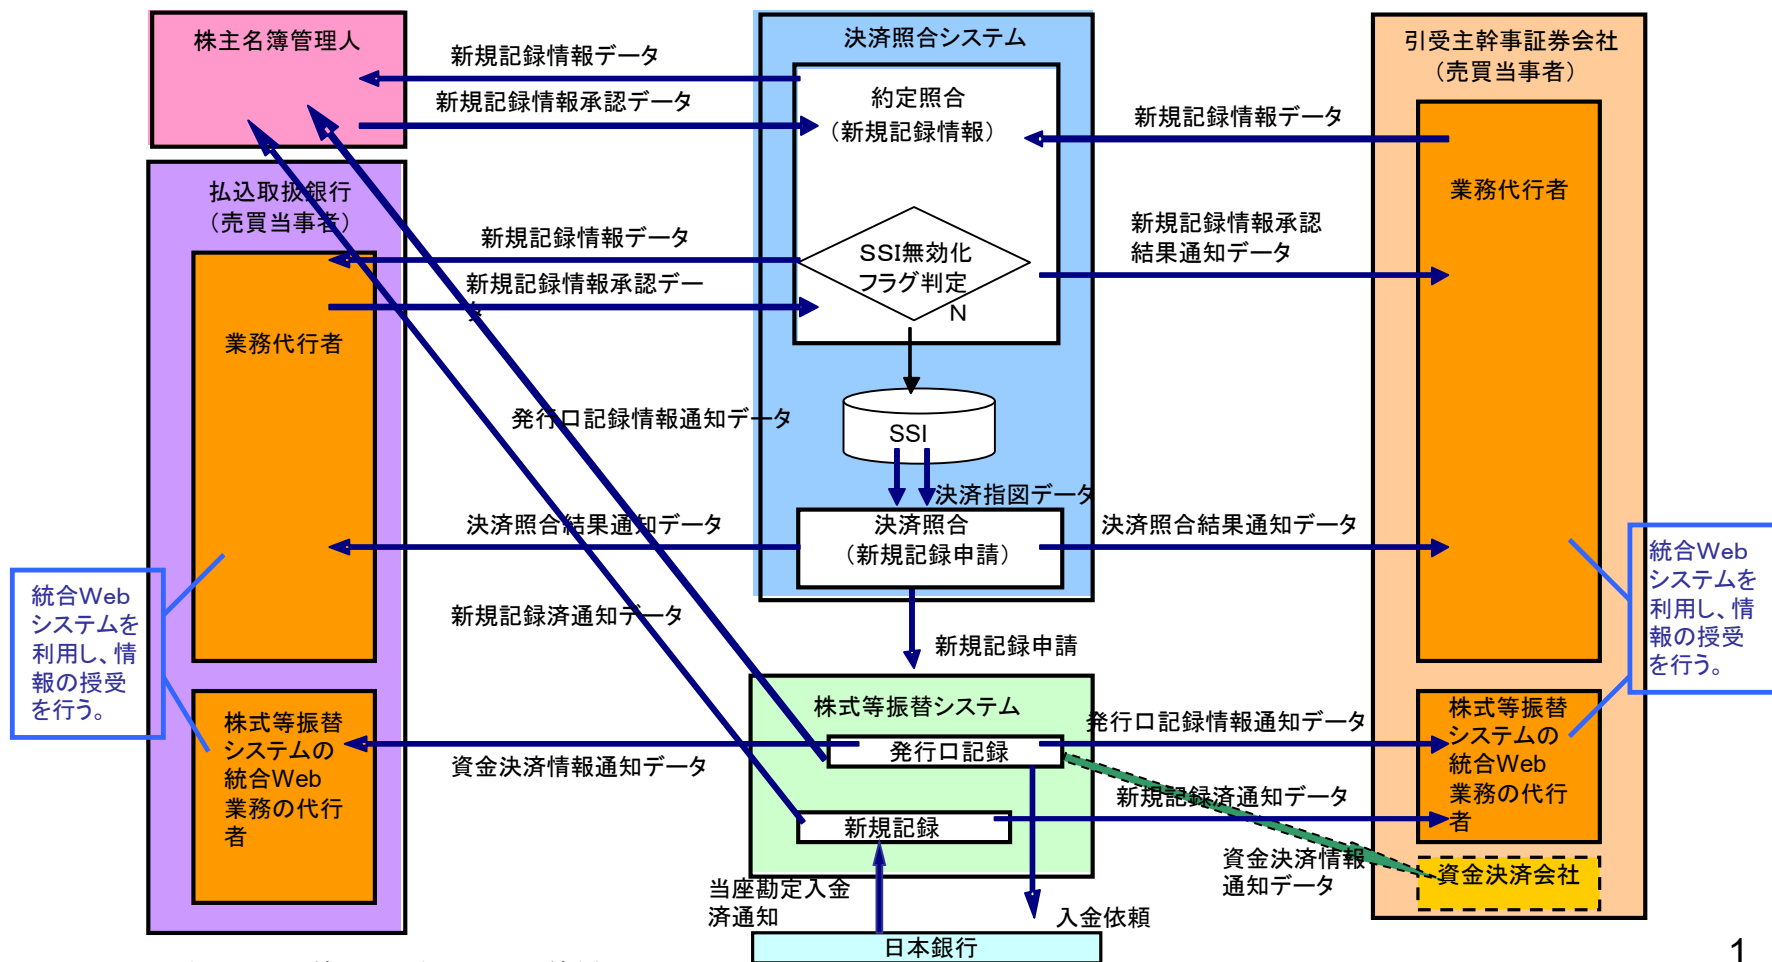 株主名簿管理人
決済照合システム
引受主幹事証券会社
（売買当事者）
新規記録情報データ
新規記録情報承認データ
約定照合
（新規記録情報）
新規記録情報データ
業務代行者
払込取扱銀行
（売買当事者）
新規記録情報データ
新規記録情報承認デー
タ
SSI無効化
フラグ判定
N
新規記録情報承認
結果通知データ
業務代行者
発行口記録情報通知データ
SSI
決済指図データ
決済照合結果通知データ
決済照合
（新規記録申請）
決済照合結果通知データ
統合Web
システムを
利用し、情
報の授受
を行う。
統合Web
システムを
利用し、情
報の授受
を行う。
新規記録済通知データ
新規記録申請
株式等振替
システムの
統合Web
業務の代行
者
株式等振替システム
発行口記録
資金決済情報通知データ
発行口記録情報通知データ
株式等振替
システムの
統合Web
業務の代行
者
新規記録済通知データ
新規記録
資金決済情報
通知データ
資金決済会社
当座勘定入金
済通知
入金依頼
日本銀行
1